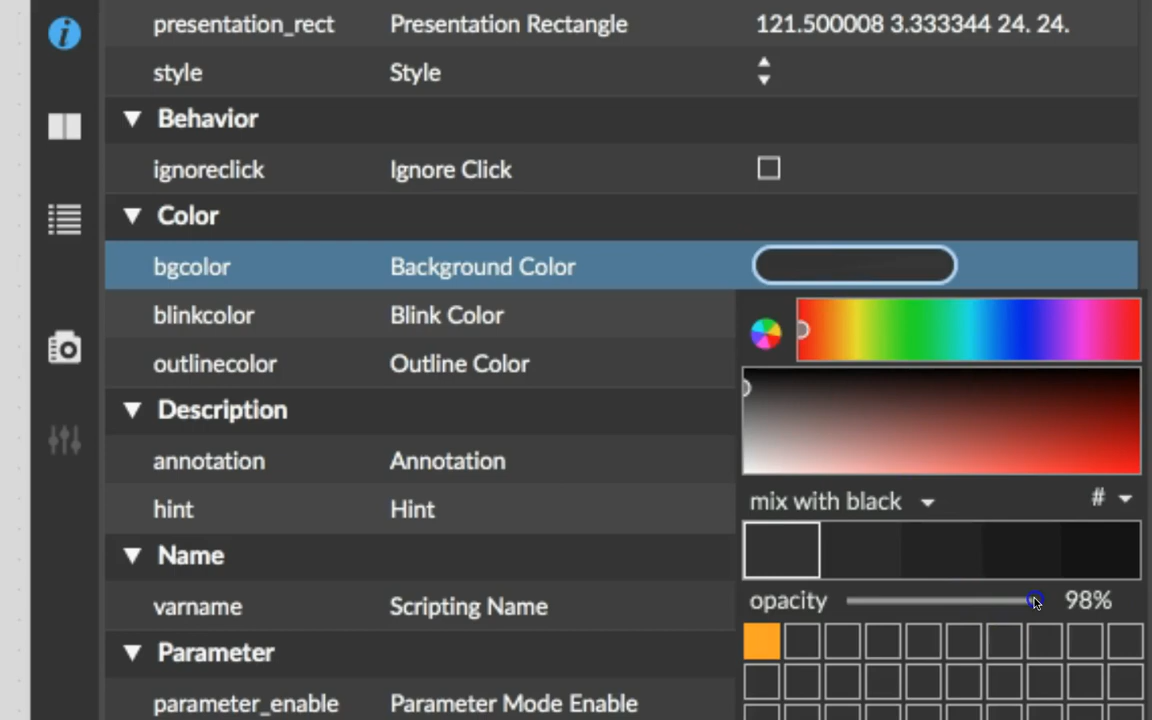 presentation_rect Presentation Rectangle 121.500008 3.333344 24. 24.
style Style
Behavior
ignoreclick Ignore Click
Color
bgcolor Background Color
blinkcolor Blink Color
outlinecolor Outline Color
Description
annotation Annotation
mix with black #
hint Hint
Name
opacity 98%
varname Scripting Name
Parameter
parameter_enable Parameter Mode Enable